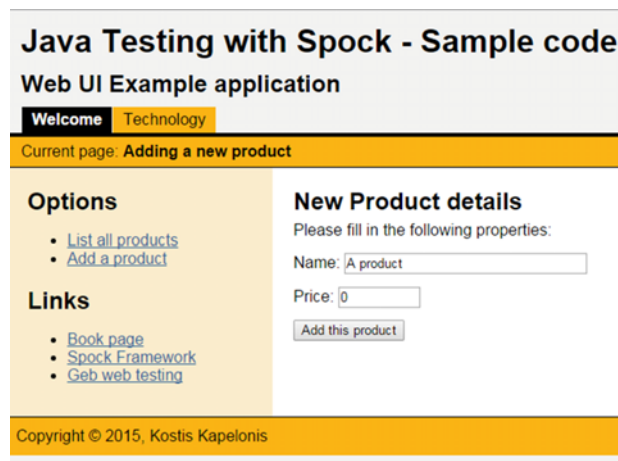 Java Testing with Spock - Sample code
Web UI Example application
Welcome Technology
Current page: Adding a new product
Options
List all products
Add a product
Links
Book page
Spock Framework
Geb web testing
New Product details
Please fill in the following properties:
Name: A product
Price: 0
Add this product
Copyright © 2015, Kostis Kapelonis